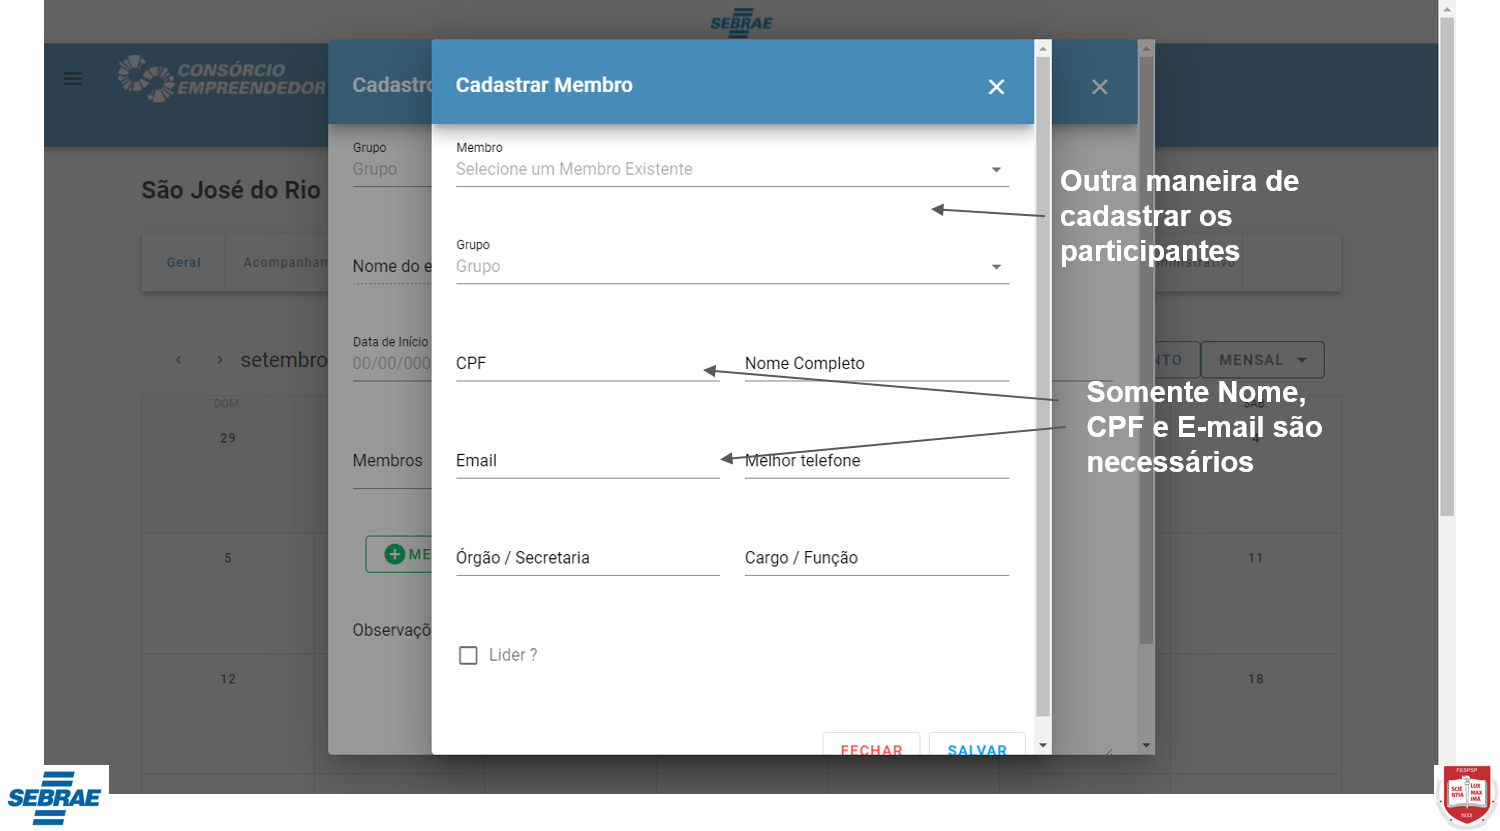 SEBRAE
CONSÓRCIO
EMPREENDEDOR
Cadastro
Cadastrar Membro
Grupo
Grupo
Membro
Selecione um Membro Existente
Outra maneira de
cadastrar os
participantes
São José do Rio
Geral
Nome do e
Grupo
Grupo
Data de Início
00/00/000
setembro
CPF
Nome Completo
NTO
MENSAL
DOM.
29
Somente Nome,
CPF e E-mail são
necessários
Membros
Email
Melhor telefone
5
ME
Órgão / Secretaria
Cargo / Função
11
Observaçõ
Lider ?
12
18
FECHAR
SALVAR
SEBRAE
FESPSP
SCIE
NTIA
LUX
MAX
IMA
1933